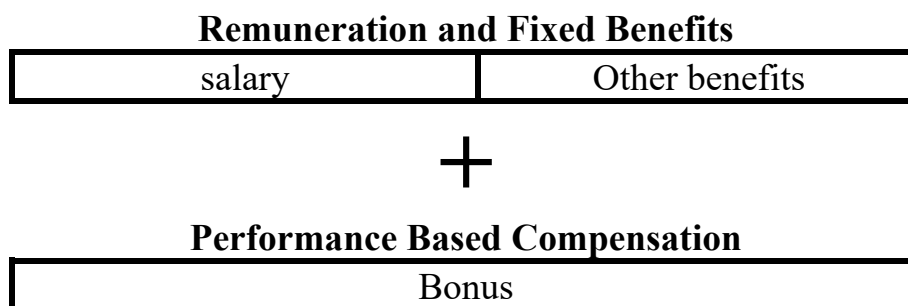 Remuneration and Fixed Benefits
salary Other benefits
+
Performance Based Compensation
Bonus